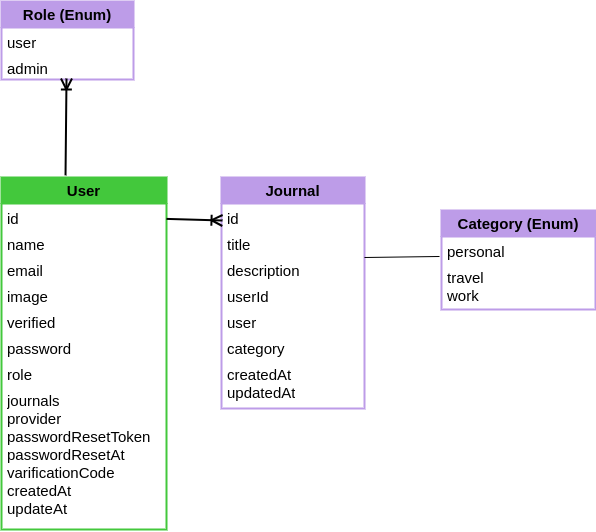 Role (Enum)
user
admin
User
id
name
email
image
verified
password
role
journals
provider
passwordResetToken
passwordResetAt
varificationCode
createdAt
updateAt
Journal
id
title
description
userId
user
category
createdAt
updatedAt
Category (Enum)
personal
travel
work